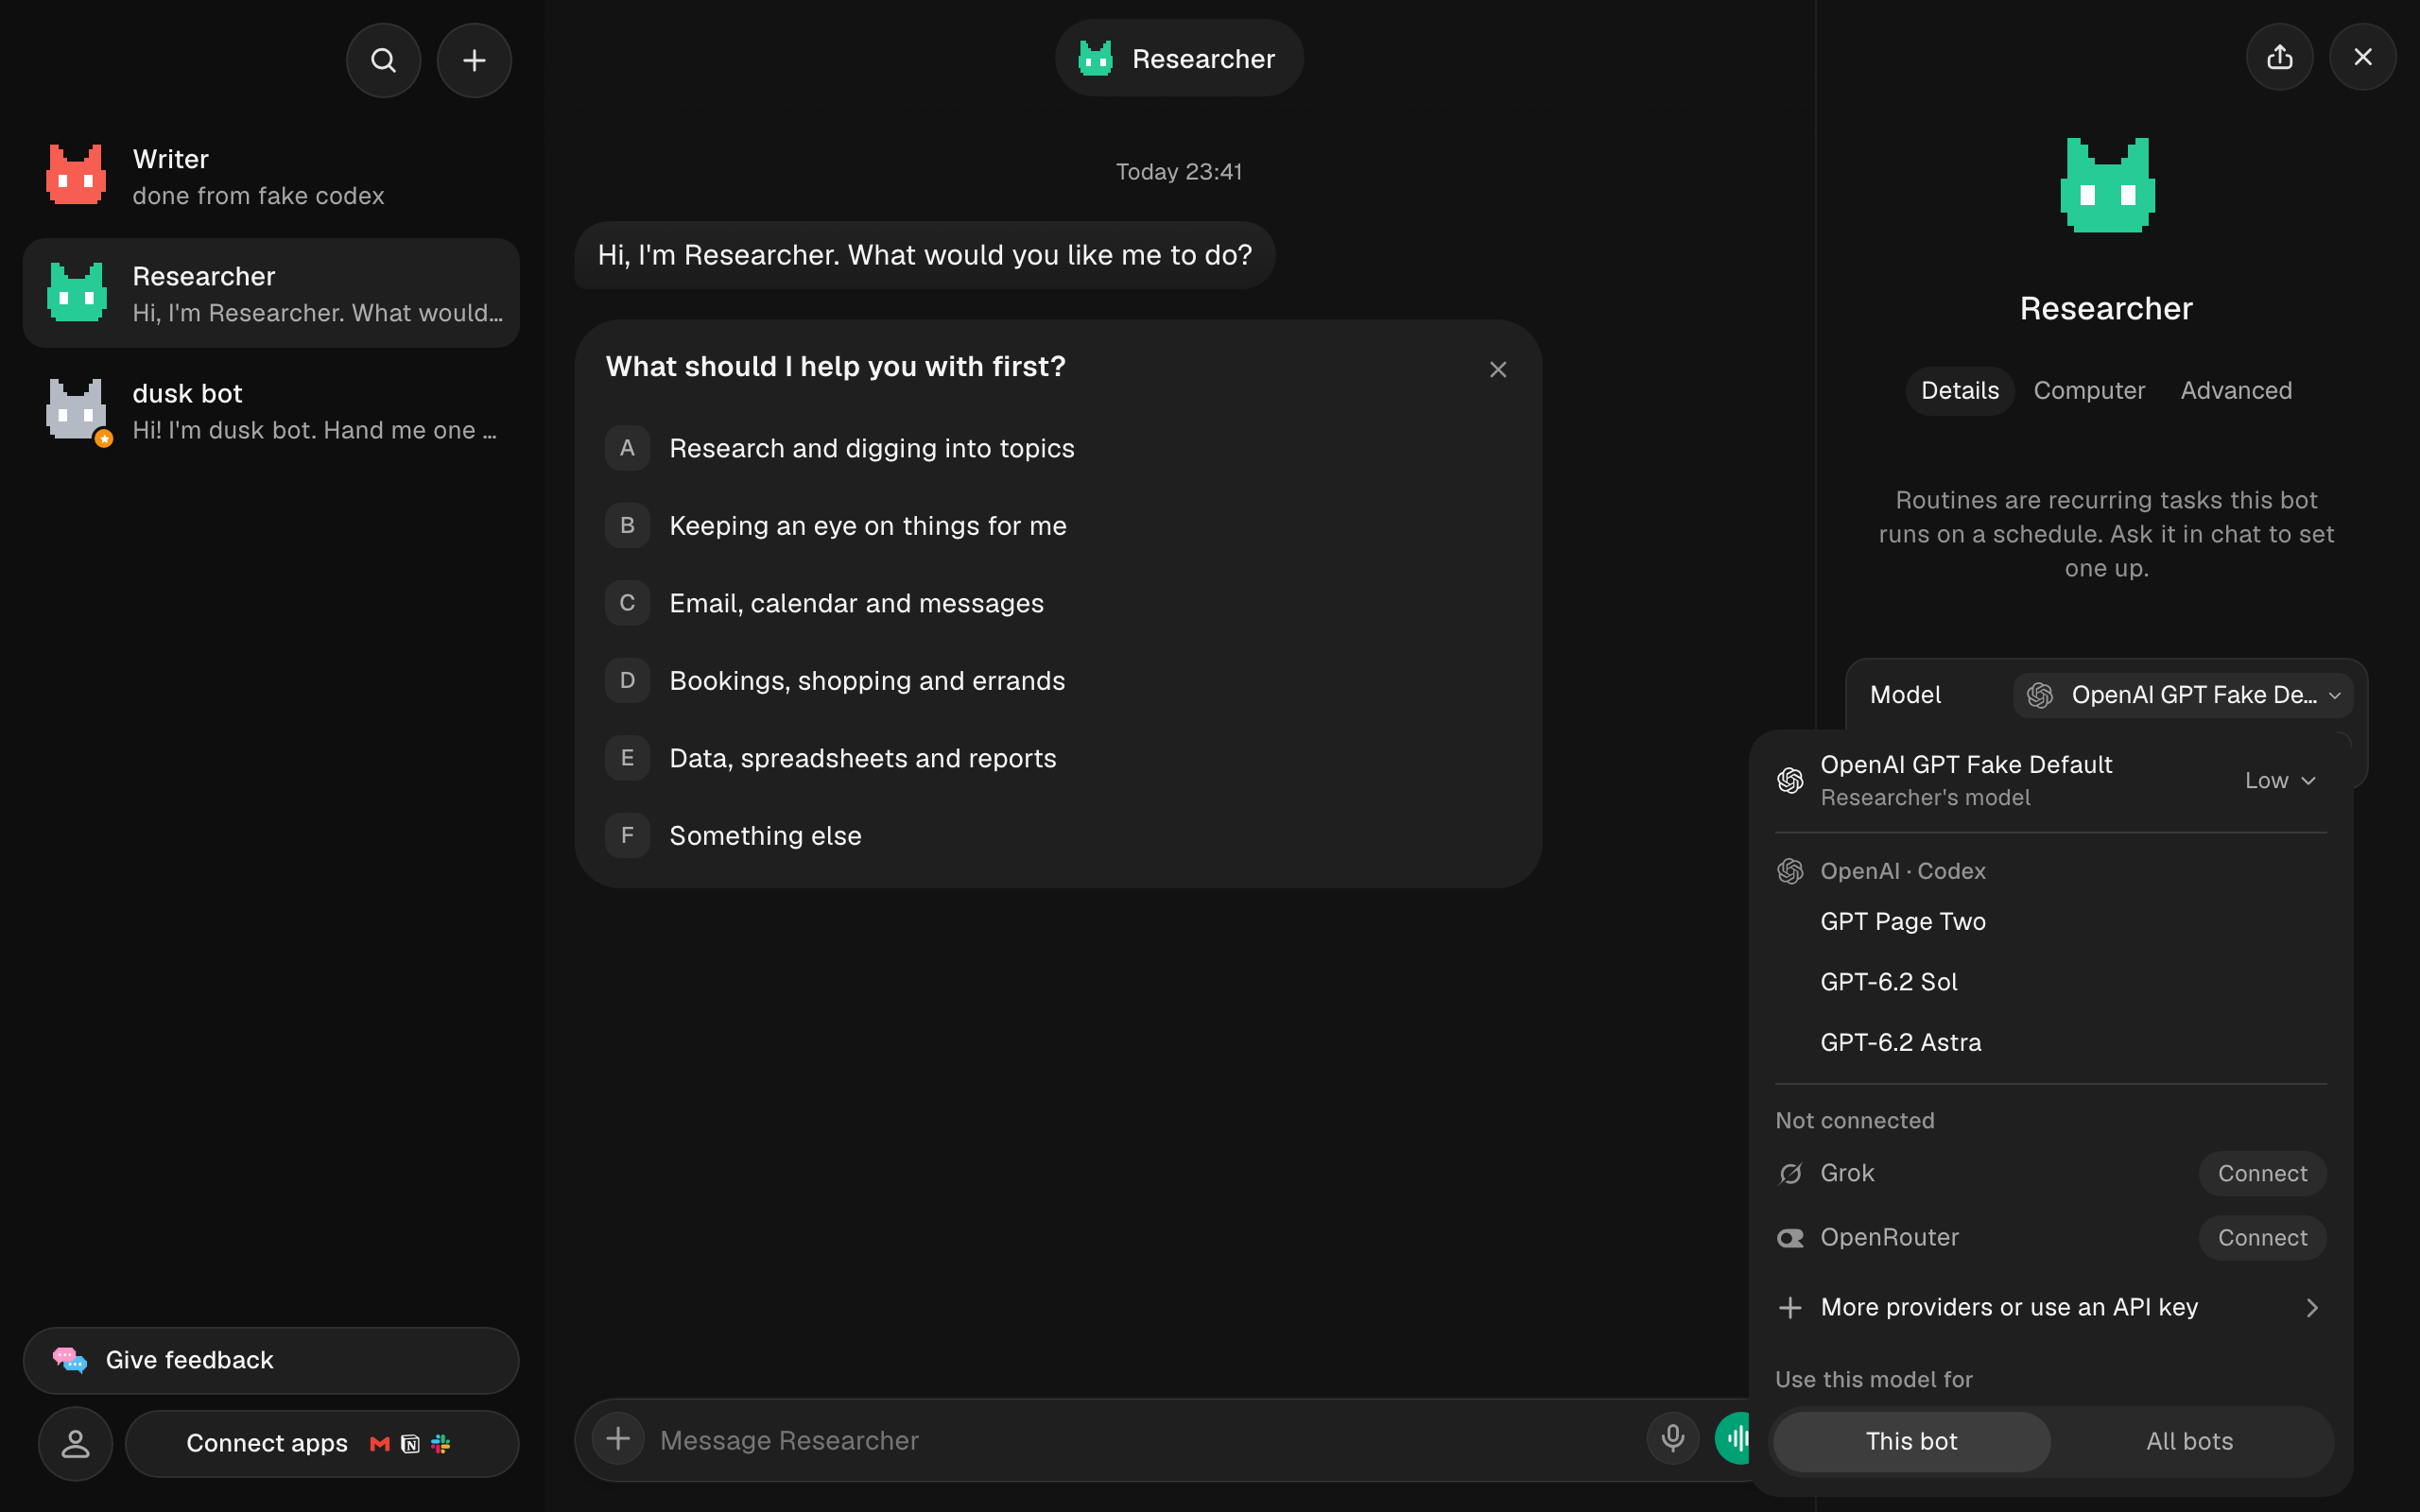 Writer
done from fake codex
Researcher
Hi, I'm Researcher. What would...
dusk bot
Hi! I'm dusk bot. Hand me one ...
Give feedback
Connect apps
Researcher
Today 23:41
Hi, I'm Researcher. What would you like me to do?
What should I help you with first?
A Research and digging into topics
B Keeping an eye on things for me
C Email, calendar and messages
D Bookings, shopping and errands
E Data, spreadsheets and reports
F Something else
Message Researcher
Researcher
Details Computer Advanced
Routines are recurring tasks this bot
runs on a schedule. Ask it in chat to set
one up.
Model OpenAI GPT Fake De...
OpenAI GPT Fake Default
Researcher's model
Low
OpenAI · Codex
GPT Page Two
GPT-6.2 Sol
GPT-6.2 Astra
Not connected
Grok Connect
OpenRouter Connect
More providers or use an API key
Use this model for
This bot All bots